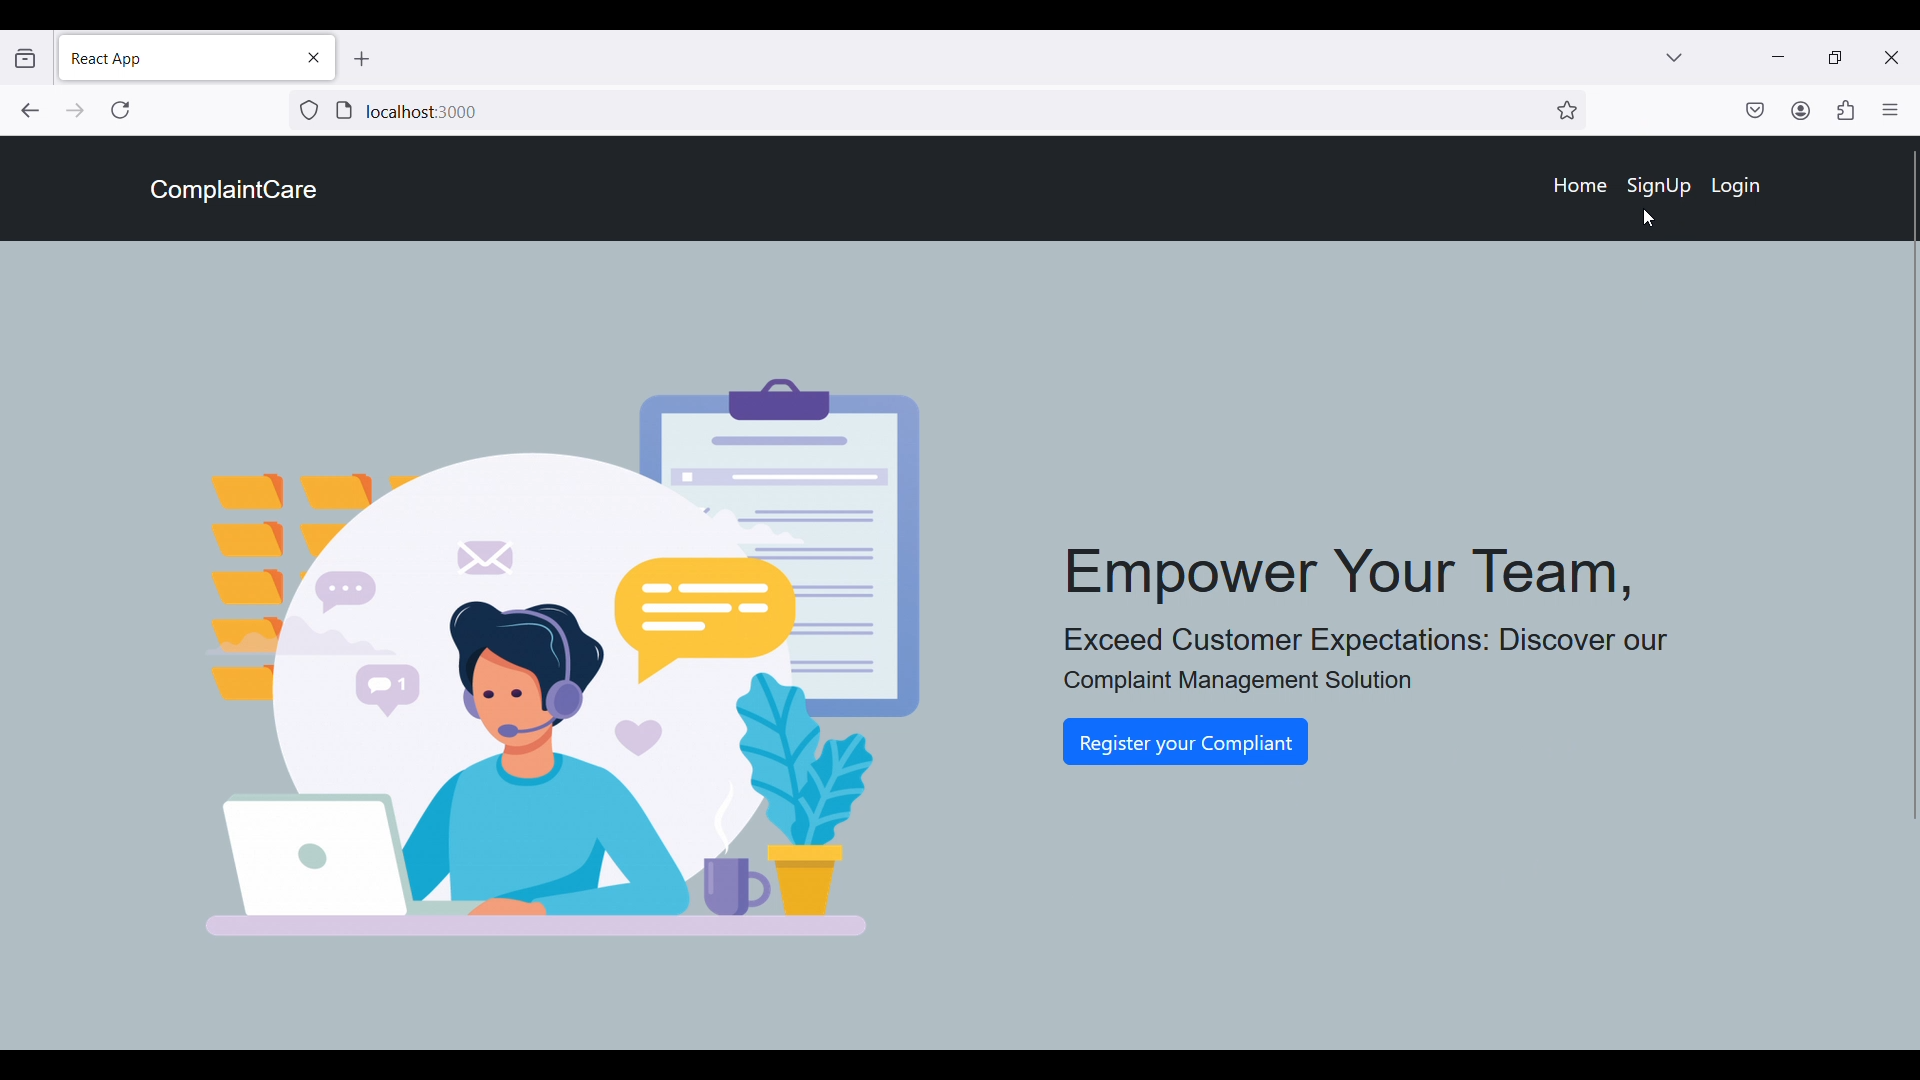 React App
localhost:3000
ComplaintCare
Home SignUp Login
1
Empower Your Team,
Exceed Customer Expectations: Discover our
Complaint Management Solution
Register your Compliant